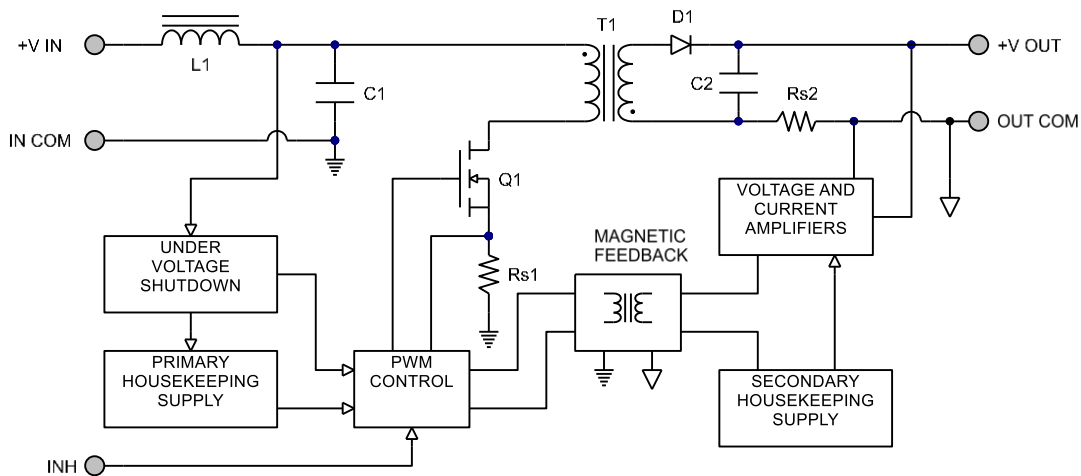 T1
D1
+V IN
+V OUT
L1
C1
C2
Rs2
IN COM
OUT COM
Q1
VOLTAGE AND
CURRENT
AMPLIFIERS
MAGNETIC
FEEDBACK
UNDER
VOLTAGE
SHUTDOWN
Rs1
PRIMARY
HOUSEKEEPING
SUPPLY
PWM
CONTROL
SECONDARY
HOUSEKEEPING
SUPPLY
INH